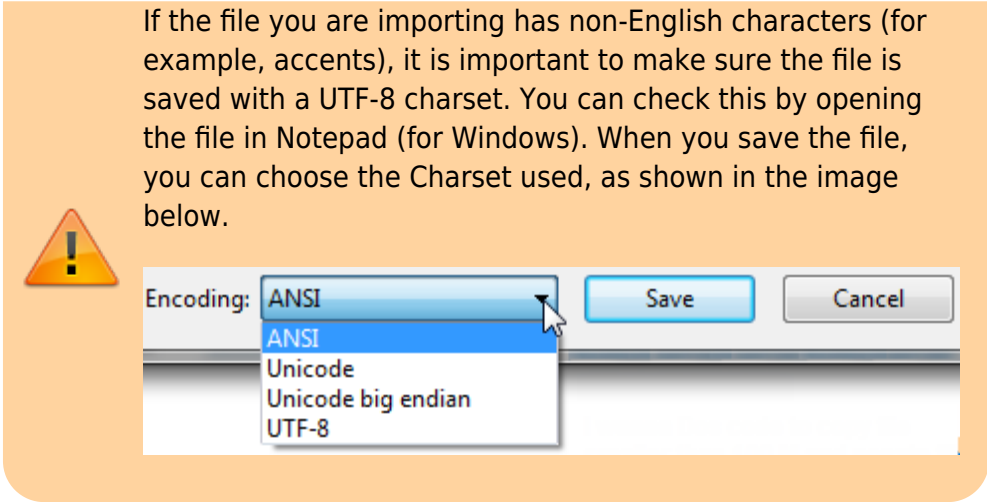 If the file you are importing has non-English characters (for
example, accents), it is important to make sure the file is
saved with a UTF-8 charset. You can check this by opening
the file in Notepad (for Windows). When you save the file,
you can choose the Charset used, as shown in the image
below.
Encoding: ANSI Save Cancel
ANSI
Unicode
Unicode big endian
UTF-8